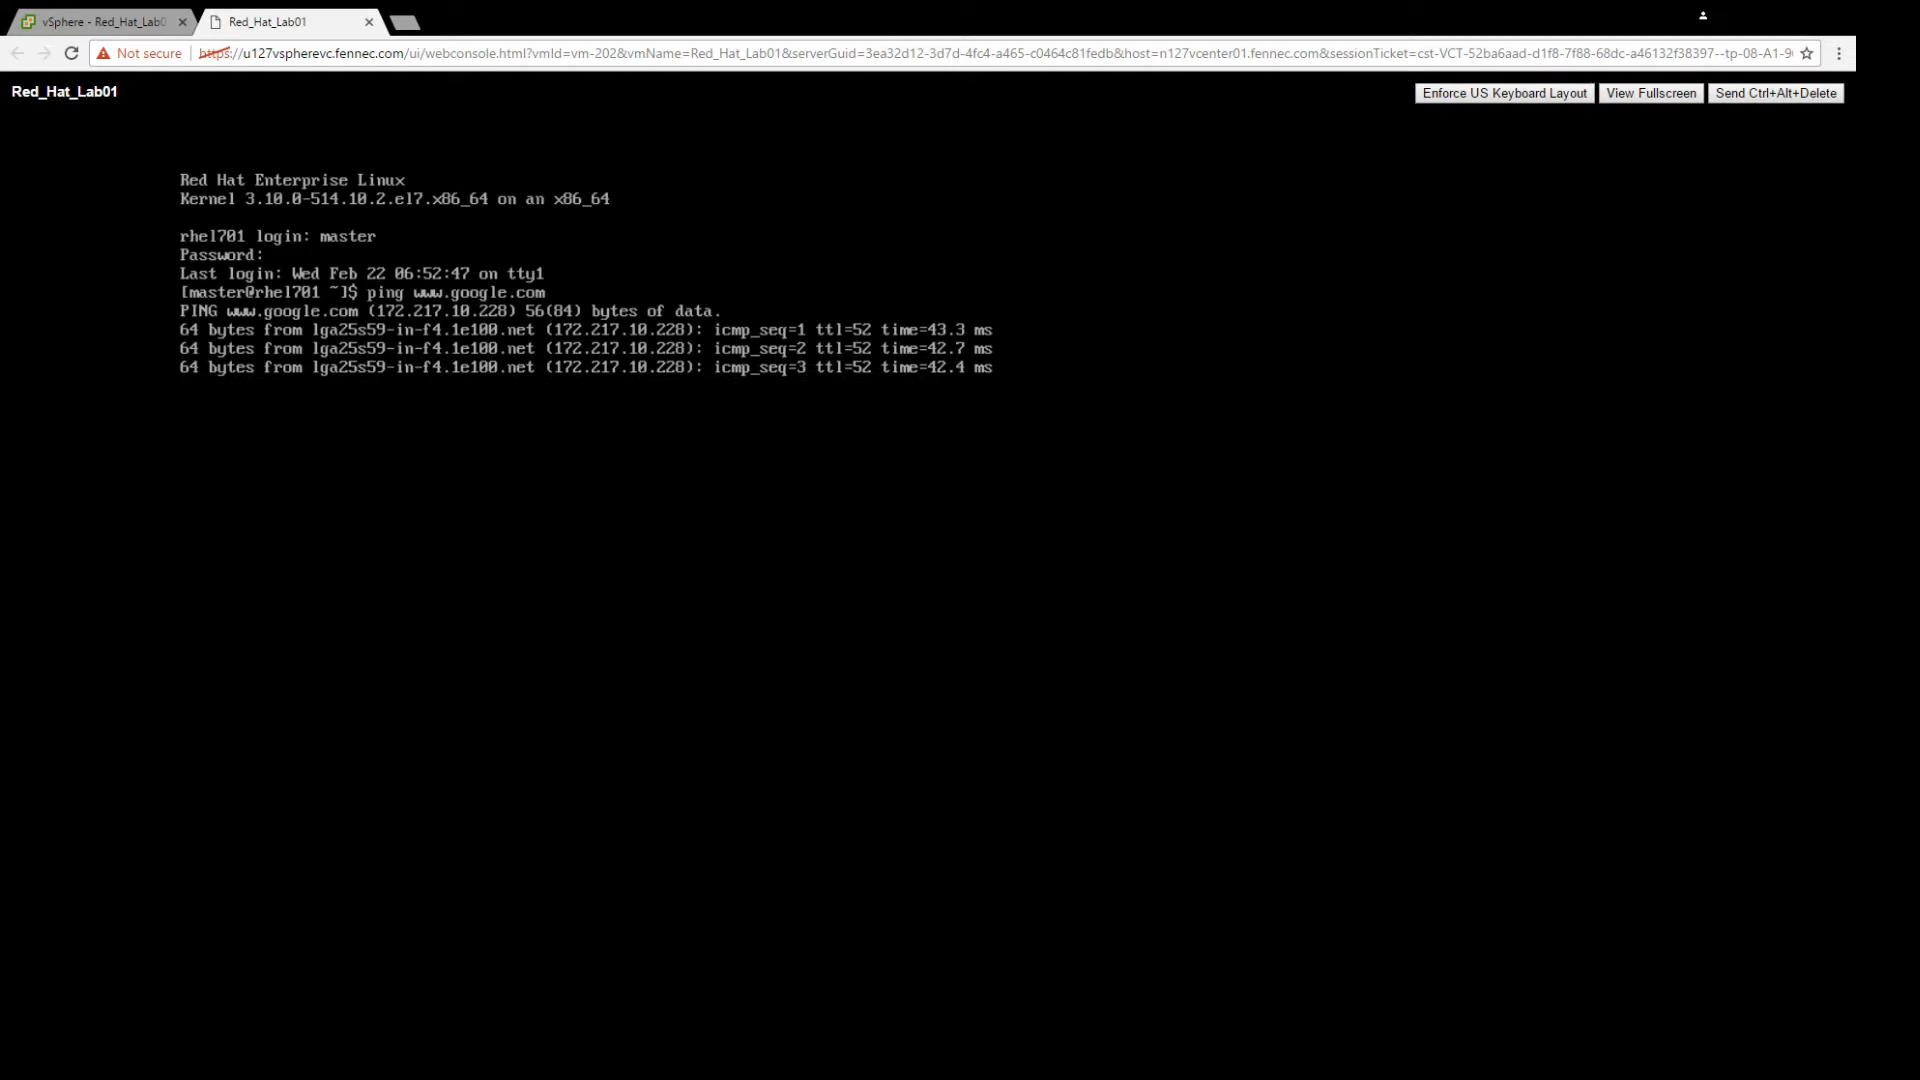 vSphere - Red_Hat_Lab0
Red_Hat_Lab01
Not secure
https://u127vspherevc.fennec.com/ui/webconsole.html?vmId=vm-202&vmName=Red_Hat_Lab01&serverGuid=3ea32d12-3d7d-4fc4-a465-c0464c81fedb&host=n127vcenter01.fennec.com&sessionTicket=cst-VCT-52ba6aad-d1f8-7f88-68dc-a46132f38397--tp-08-A1-9
Red_Hat_Lab01
Enforce US Keyboard Layout
View Fullscreen
Send Ctrl+Alt+Delete
Red Hat Enterprise Linux
Kernel 3.10.0-514.10.2.el7.x86_64 on an x86_64
rhel701 login: master
Password:
Last login: Wed Feb 22 06:52:47 on tty1
[master@rhel701 ~]$ ping www.google.com
PING www.google.com (172.217.10.228) 56(84) bytes of data.
64 bytes from lga25s59-in-f4.1e100.net (172.217.10.228): icmp_seq=1 ttl=52 time=43.3 ms
64 bytes from lga25s59-in-f4.1e100.net (172.217.10.228): icmp_seq=2 ttl=52 time=42.7 ms
64 bytes from lga25s59-in-f4.1e100.net (172.217.10.228): icmp_seq=3 ttl=52 time=42.4 ms